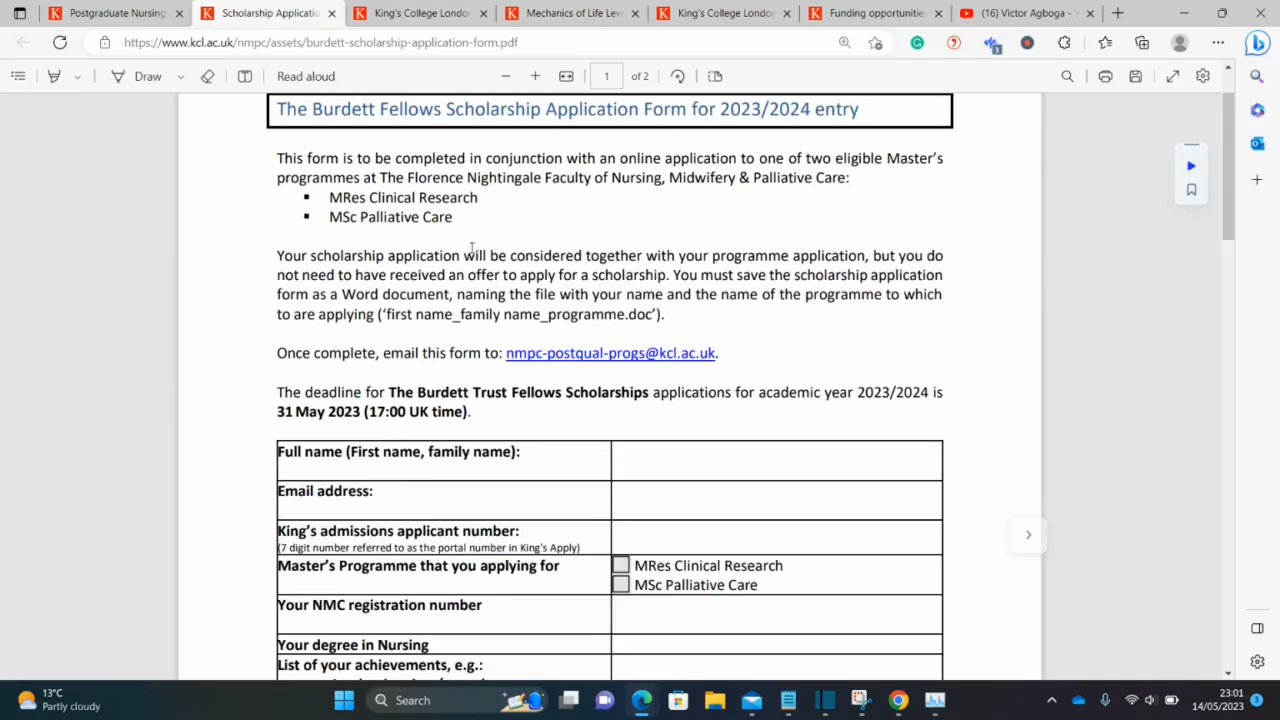 Postgraduate Nursing
Scholarship Applicatio
King's College London
Mechanics of Life Leve
King's College London
Funding opportunities
(16) Victor Agboga - Y
https://www.kcl.ac.uk/nmpc/assets/burdett-scholarship-application-form.pdf
Draw
Read aloud
1
of 2
The Burdett Fellows Scholarship Application Form for 2023/2024 entry
This form is to be completed in conjunction with an online application to one of two eligible Master's
programmes at The Florence Nightingale Faculty of Nursing, Midwifery & Palliative Care:
▪ MRes Clinical Research
▪ MSc Palliative Care
Your scholarship application will be considered together with your programme application, but you do
not need to have received an offer to apply for a scholarship. You must save the scholarship application
form as a Word document, naming the file with your name and the name of the programme to which
to are applying ('first name_family name_programme.doc').
Once complete, email this form to: nmpc-postqual-progs@kcl.ac.uk.
The deadline for The Burdett Trust Fellows Scholarships applications for academic year 2023/2024 is
31 May 2023 (17:00 UK time).
Full name (First name, family name):
Email address:
King's admissions applicant number:
(7 digit number referred to as the portal number in King's Apply)
Master's Programme that you applying for
MRes Clinical Research
MSc Palliative Care
Your NMC registration number
Your degree in Nursing
List of your achievements, e.g.:
13°C
Partly cloudy
Search
23:01
14/05/2023
3